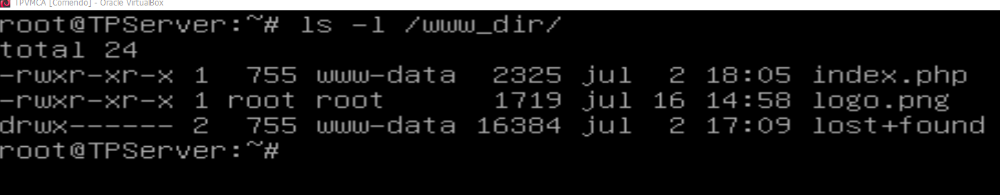 TPVMCA [Corriendo] - Oracle VirtualBox
root@TPServer:~# ls -l /www_dir/
total 24
-rwxr-xr-x 1  755 www-data  2325 jul  2 18:05 index.php
-rwxr-xr-x 1 root root      1719 jul 16 14:58 logo.png
drwx------ 2  755 www-data 16384 jul  2 17:09 lost+found
root@TPServer:~#